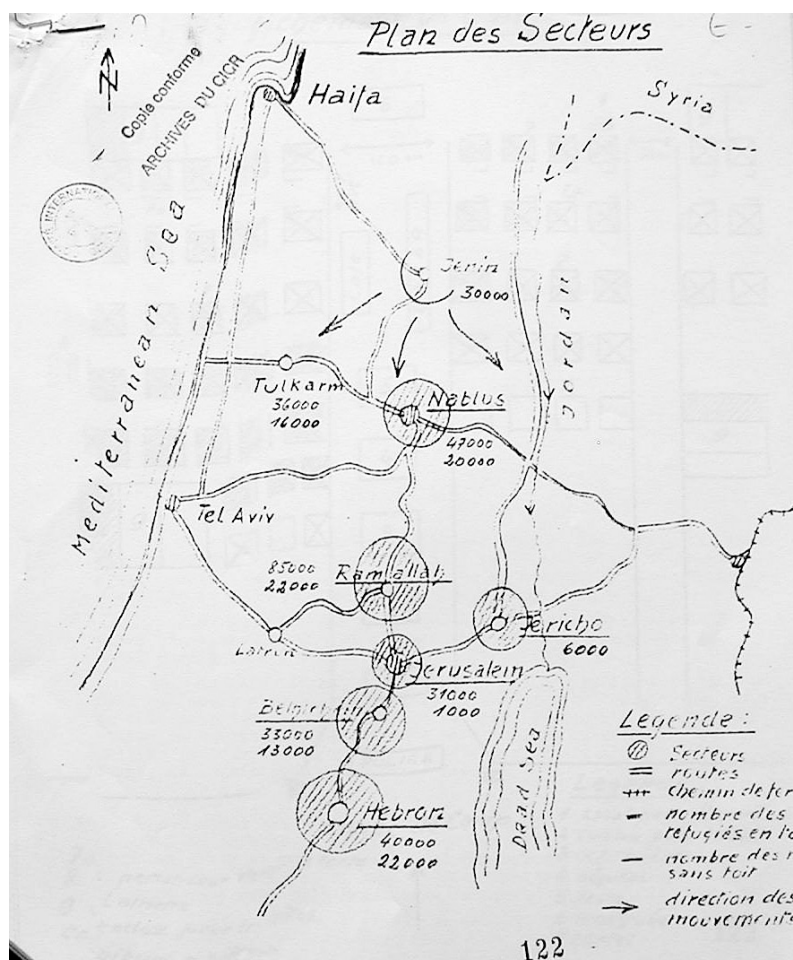 Plan des Secteurs
Copie conforme
ARCHIVES DU CICR
N
Haifa
Syria
Mediterranean Sea
Jenin
30000
Jordan
Tulkarm
36000
16000
Nablus
47000
20000
Tel Aviv
85000
22000
Ramallah
Latrun
Jericho
6000
Jerusalem
31000
1000
33000
13000
Dead Sea
Hebron
40000
22000
Legende :
Secteurs
routes
chemin de fer
nombre des
refugiés en
nombre des
sans toit
direction des
mouvements
122